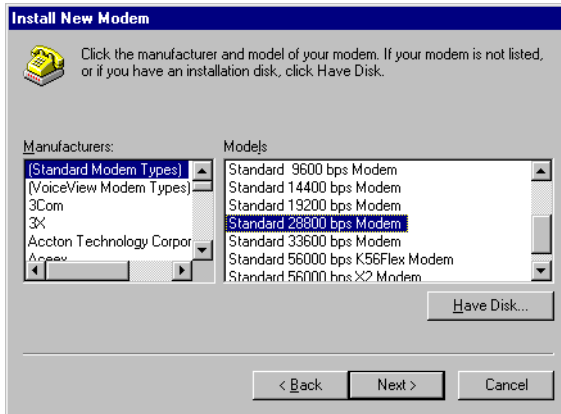 Install New Modem
Click the manufacturer and model of your modem. If your modem is not listed,
or if you have an installation disk, click Have Disk.
Manufacturers:
(Standard Modem Types)
(VoiceView Modem Types)
3Com
3X
Accton Technology Corpor
Aceex
Models
Standard 9600 bps Modem
Standard 14400 bps Modem
Standard 19200 bps Modem
Standard 28800 bps Modem
Standard 33600 bps Modem
Standard 56000 bps K56Flex Modem
Standard 56000 bps X2 Modem
Have Disk...
< Back
Next >
Cancel